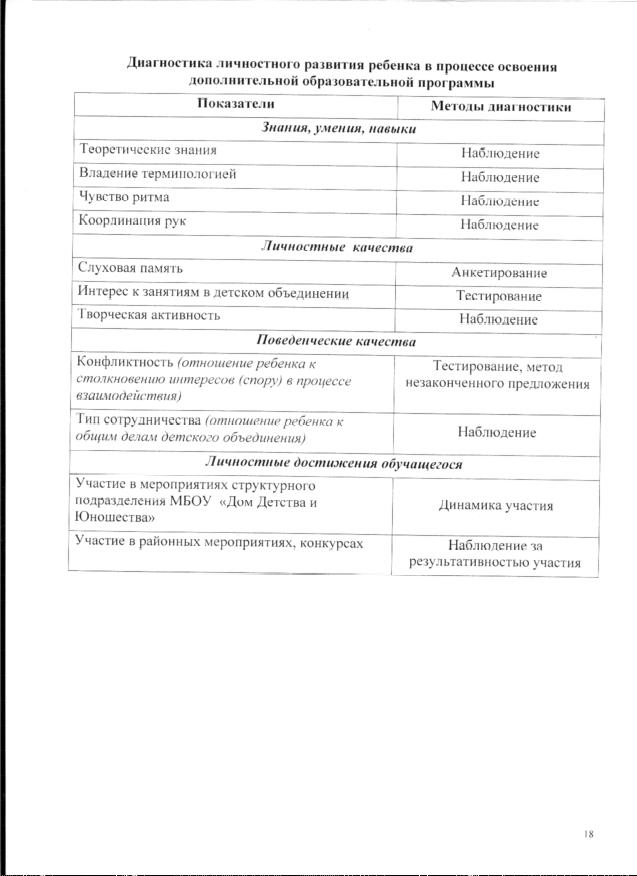 Диагностика личностного развития ребенка в процессе освоения
дополнительной образовательной программы
Показатели Методы диагностики
Знания, умения, навыки
Теоретические знания Наблюдение
Владение терминологией Наблюдение
Чувство ритма Наблюдение
Координация рук Наблюдение
Личностные качества
Слуховая память Анкетирование
Интерес к занятиям в детском объединении Тестирование
Творческая активность Наблюдение
Поведенческие качества
Конфликтность (отношение ребенка к
столкновению интересов (спору) в процессе
взаимодействия)
Тестирование, метод
незаконченного предложения
Тип сотрудничества (отношение ребенка к
общим делам детского объединения)
Наблюдение
Личностные достижения обучащегося
Участие в мероприятиях структурного
подразделения МБОУ «Дом Детства и
Юношества»
Динамика участия
Участие в районных мероприятиях, конкурсах
Наблюдение за
результативностью участия
18